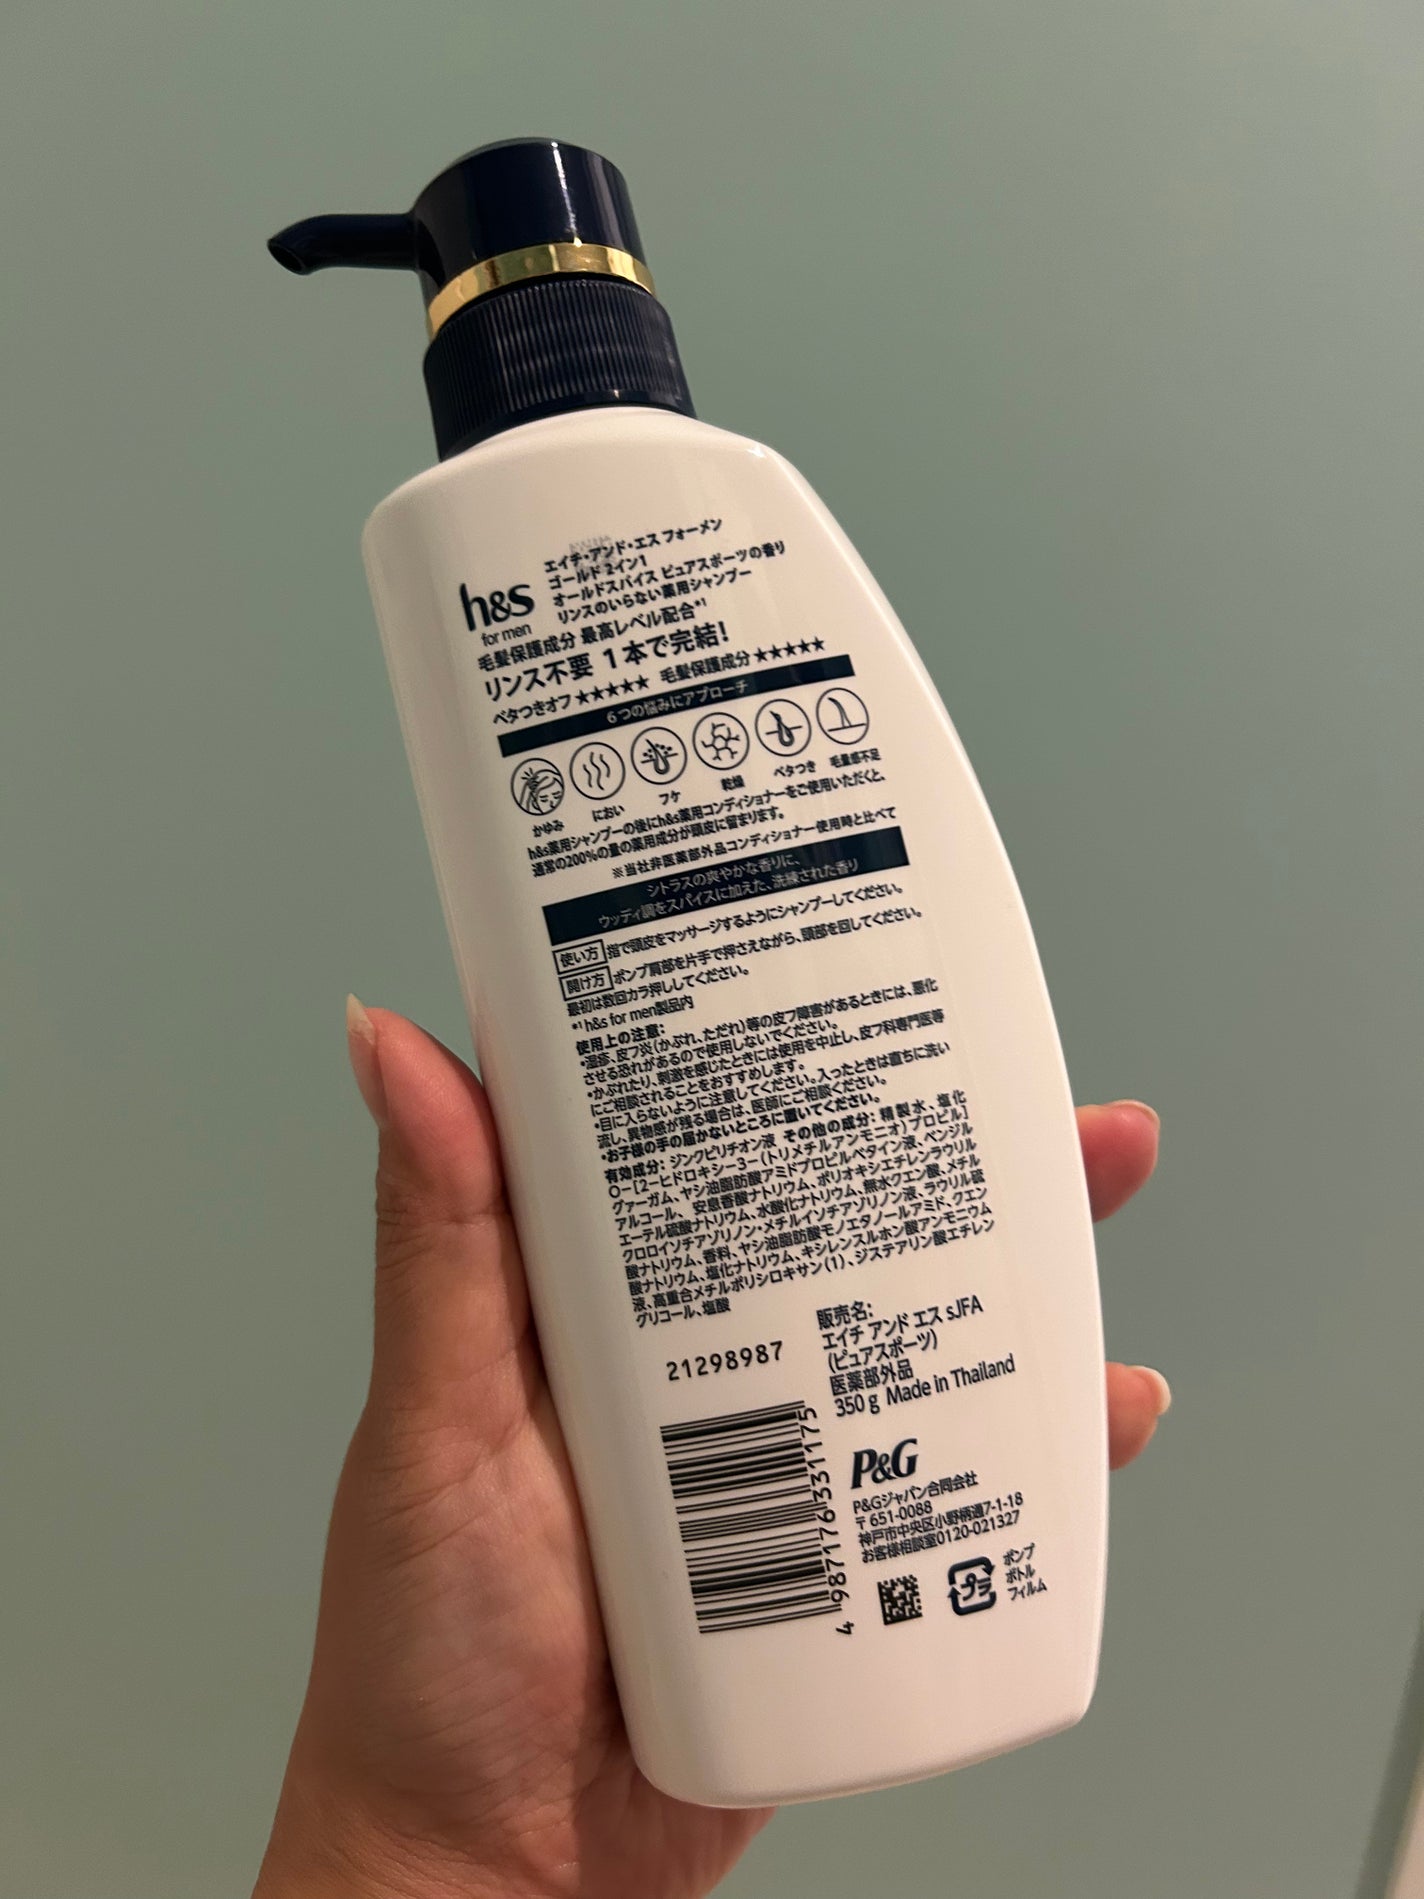 エイチ・アンド・エス フォーメン
ゴールド 2イン1
オールドスパイス ピュアスポーツの香り
リンスのいらない薬用シャンプー
h&s
for men
毛髪保護成分 最高レベル配合*1
リンス不要 1本で完結!
ベタつきオフ★★★★★ 毛髪保護成分★★★★★
6つの悩みにアプローチ
かゆみ におい フケ 乾燥 ベタつき 毛量感不足
h&s薬用シャンプーの後にh&s薬用コンディショナーをご使用いただくと、
通常の200%の量の薬用成分が頭皮に留まります。
※当社非医薬部外品コンディショナー使用時と比べて
シトラスの爽やかな香りに、
ウッディ調をスパイスに加えた、洗練された香り
使い方 指で頭皮をマッサージするようにシャンプーしてください。
開け方 ポンプ肩部を片手で押さえながら、頭部を回してください。
最初は数回カラ押ししてください。
*1 h&s for men製品内
使用上の注意:
•湿疹、皮フ炎(かぶれ、ただれ)等の皮フ障害があるときには、悪化
させる恐れがあるので使用しないでください。
•かぶれたり、刺激を感じたときには使用を中止し、皮フ科専門医等
にご相談されることをおすすめします。
•目に入らないように注意してください。入ったときは直ちに洗い
流し、異物感が残る場合は、医師にご相談ください。
•お子様の手の届かないところに置いてください。
有効成分: ジンクピリチオン液 その他の成分: 精製水、塩化
O-[2-ヒドロキシ-3-(トリメチルアンモニオ)プロピル]
グァーガム、ヤシ油脂肪酸アミドプロピルベタイン液、ベンジル
アルコール、安息香酸ナトリウム、ポリオキシエチレンラウリル
エーテル硫酸ナトリウム、水酸化ナトリウム、無水クエン酸、メチル
クロロイソチアゾリノン・メチルイソチアゾリノン液、ラウリル硫
酸ナトリウム、香料、ヤシ油脂肪酸モノエタノールアミド、クエン
酸ナトリウム、塩化ナトリウム、キシレンスルホン酸アンモニウム
液、高重合メチルポリシロキサン(1)、ジステアリン酸エチレン
グリコール、塩酸
21298987
販売名:
エイチ アンド エス sJFA
(ピュアスポーツ)
医薬部外品
350 g Made in Thailand
4 987176 331175
P&G
P&Gジャパン合同会社
〒651-0088
神戸市中央区小野柄通7-1-18
お客様相談室0120-021327
プラ
ポンプ
ボトル
フィルム